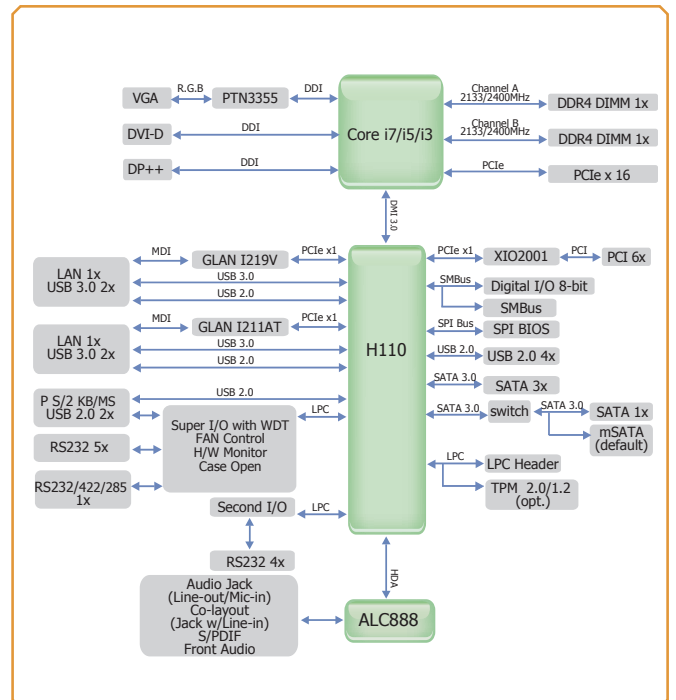 VGA
R.G.B
PTN3355
DDI
DVI-D
DDI
DP++
DDI
Core i7/i5/i3
Channel A
2133/2400MHz
DDR4 DIMM 1x
Channel B
2133/2400MHz
DDR4 DIMM 1x
PCIe
PCIe x 16
DMI 3.0
LAN 1x
USB 3.0 2x
MDI
GLAN I219V
PCIe x1
USB 3.0
USB 2.0
LAN 1x
USB 3.0 2x
MDI
GLAN I211AT
PCIe x1
USB 3.0
USB 2.0
P S/2 KB/MS
USB 2.0 2x
USB 2.0
LPC
Super I/O with WDT
FAN Control
H/W Monitor
Case Open
RS232 5x
RS232/422/285
1x
Second I/O
LPC
RS232 4x
H110
PCIe x1
XIO2001
PCI
PCI 6x
SMBus
Digital I/O 8-bit
SMBus
SPI Bus
SPI BIOS
USB 2.0
USB 2.0 4x
SATA 3.0
SATA 3x
SATA 3.0
switch
SATA 3.0
SATA 1x
mSATA
(default)
LPC
LPC Header
TPM 2.0/1.2
(opt.)
HDA
Audio Jack
(Line-out/Mic-in)
Co-layout
(Jack w/Line-in)
S/PDIF
Front Audio
ALC888